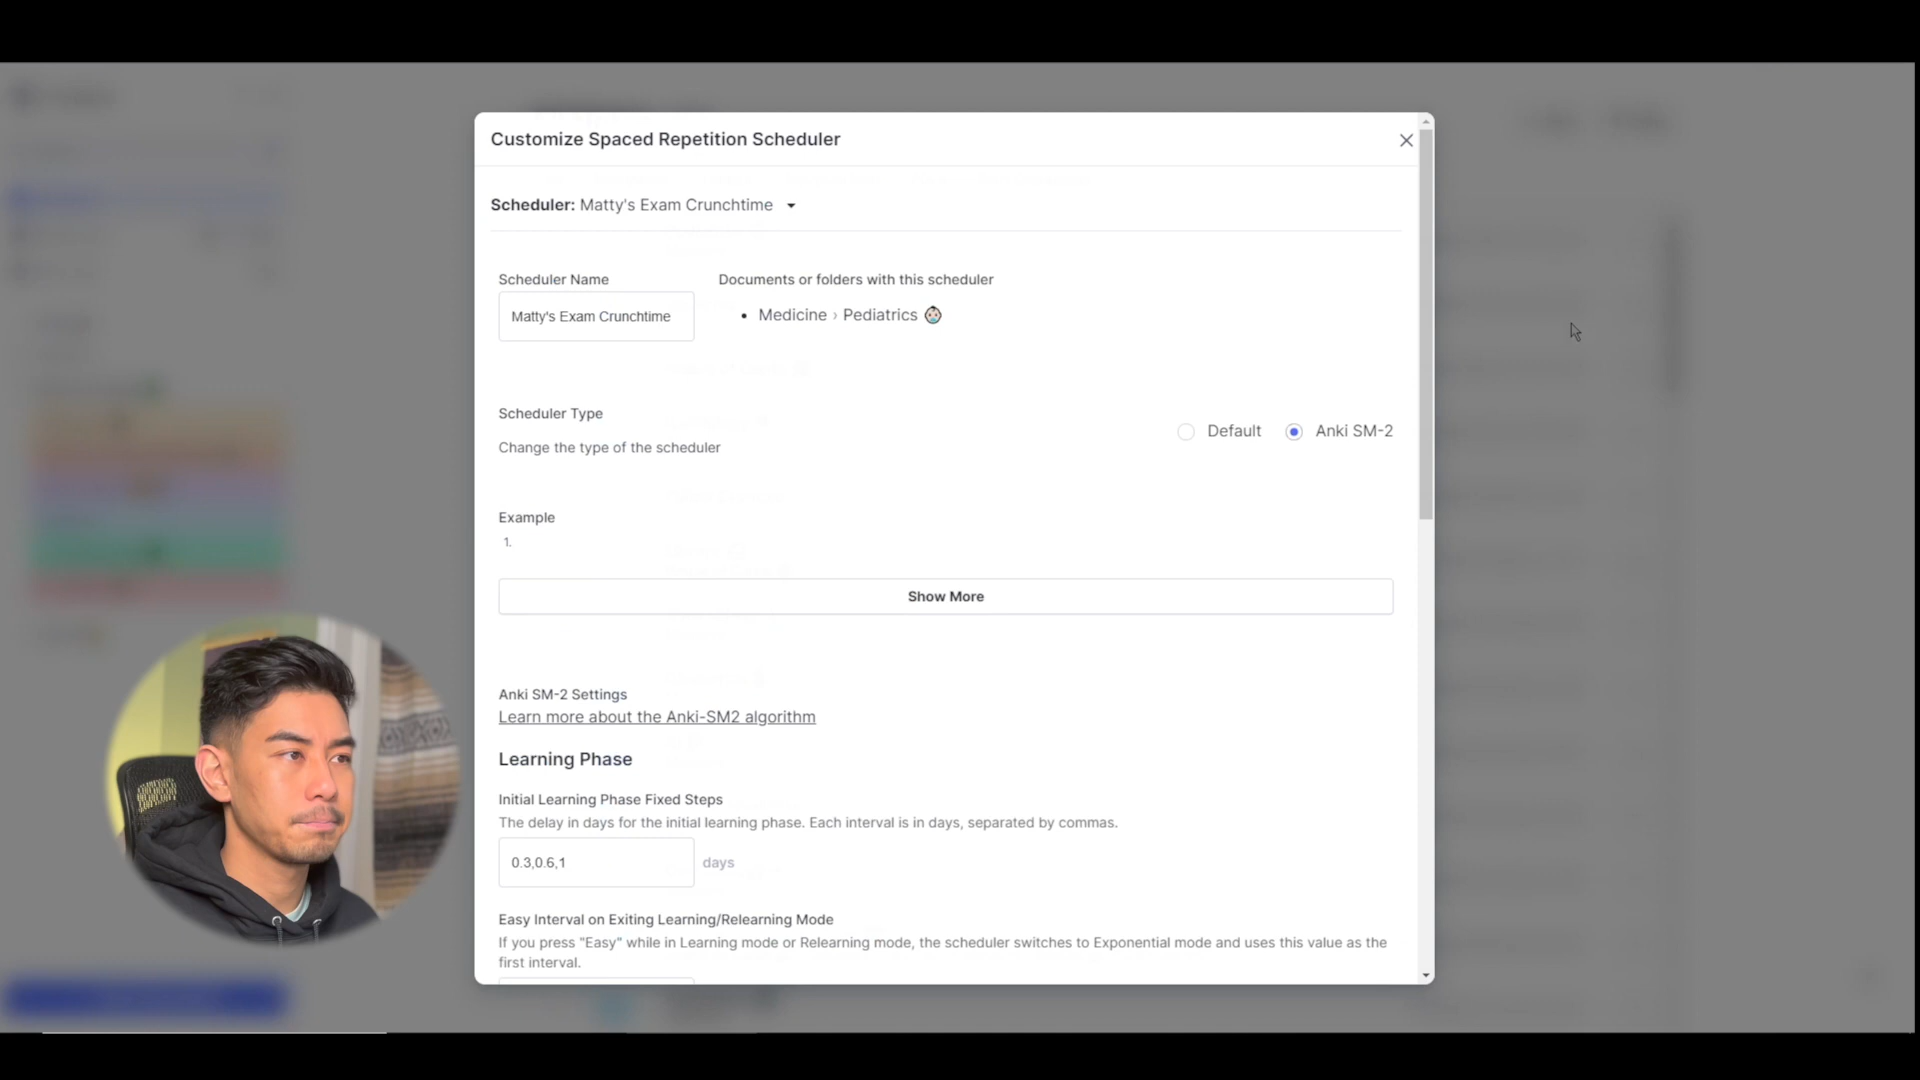 Customize Spaced Repetition Scheduler
Scheduler: Matty's Exam Crunchtime
Scheduler Name
Documents or folders with this scheduler
Matty's Exam Crunchtime
• Medicine › Pediatrics 👶🏻
Scheduler Type
Change the type of the scheduler
Default
Anki SM-2
Example
1.
Show More
Anki SM-2 Settings
Learn more about the Anki-SM2 algorithm
Learning Phase
Initial Learning Phase Fixed Steps
The delay in days for the initial learning phase. Each interval is in days, separated by commas.
0.3,0.6,1 days
Easy Interval on Exiting Learning/Relearning Mode
If you press "Easy" while in Learning mode or Relearning mode, the scheduler switches to Exponential mode and uses this value as the
first interval.